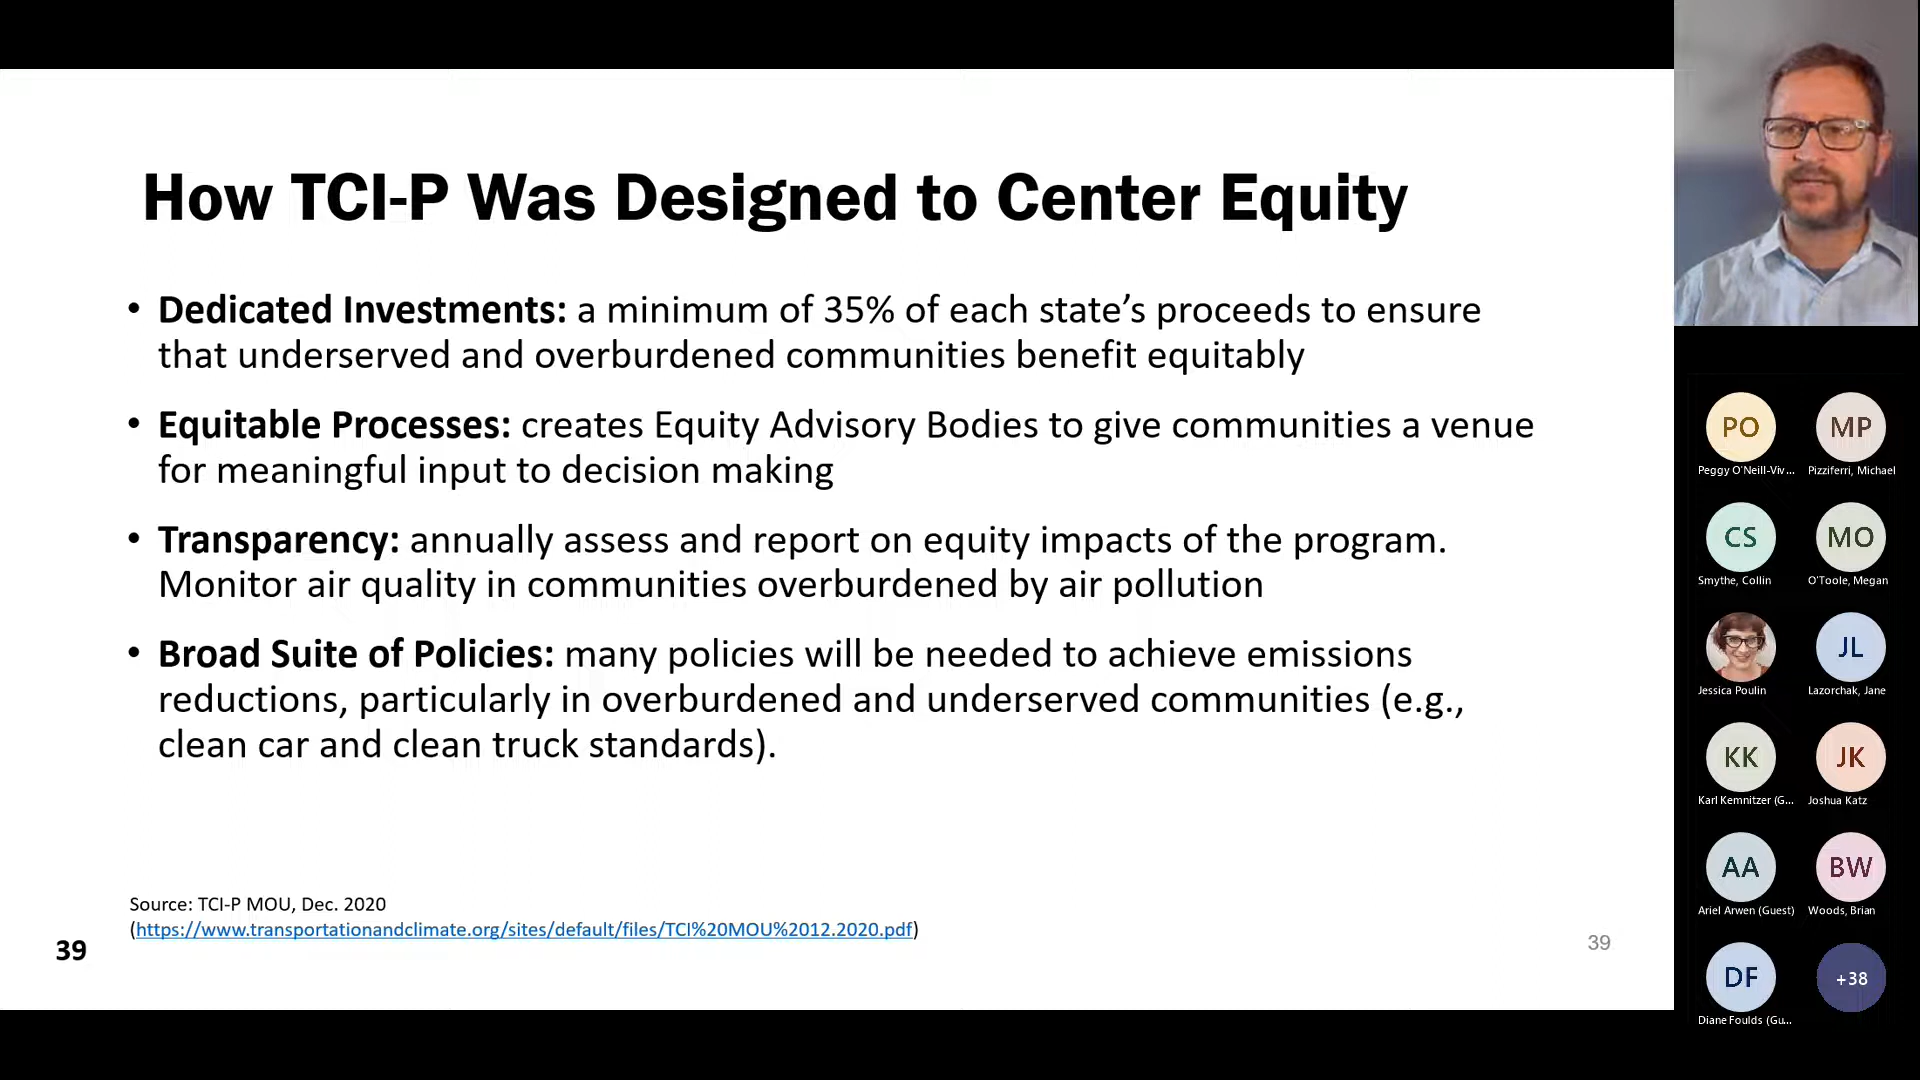 How TCI-P Was Designed to Center Equity
• Dedicated Investments: a minimum of 35% of each state’s proceeds to ensure
that underserved and overburdened communities benefit equitably
• Equitable Processes: creates Equity Advisory Bodies to give communities a venue
for meaningful input to decision making
• Transparency: annually assess and report on equity impacts of the program.
Monitor air quality in communities overburdened by air pollution
• Broad Suite of Policies: many policies will be needed to achieve emissions
reductions, particularly in overburdened and underserved communities (e.g.,
clean car and clean truck standards).
Source: TCI-P MOU, Dec. 2020
(https://www.transportationandclimate.org/sites/default/files/TCI%20MOU%2012.2020.pdf)
39
39
PO
MP
Peggy O'Neill-Viv...
Pizziferri, Michael
CS
MO
Smythe, Collin
O'Toole, Megan
JL
Jessica Poulin
Lazorchak, Jane
KK
JK
Karl Kemnitzer (G...
Joshua Katz
AA
BW
Ariel Arwen (Guest)
Woods, Brian
DF
+38
Diane Foulds (Gu...